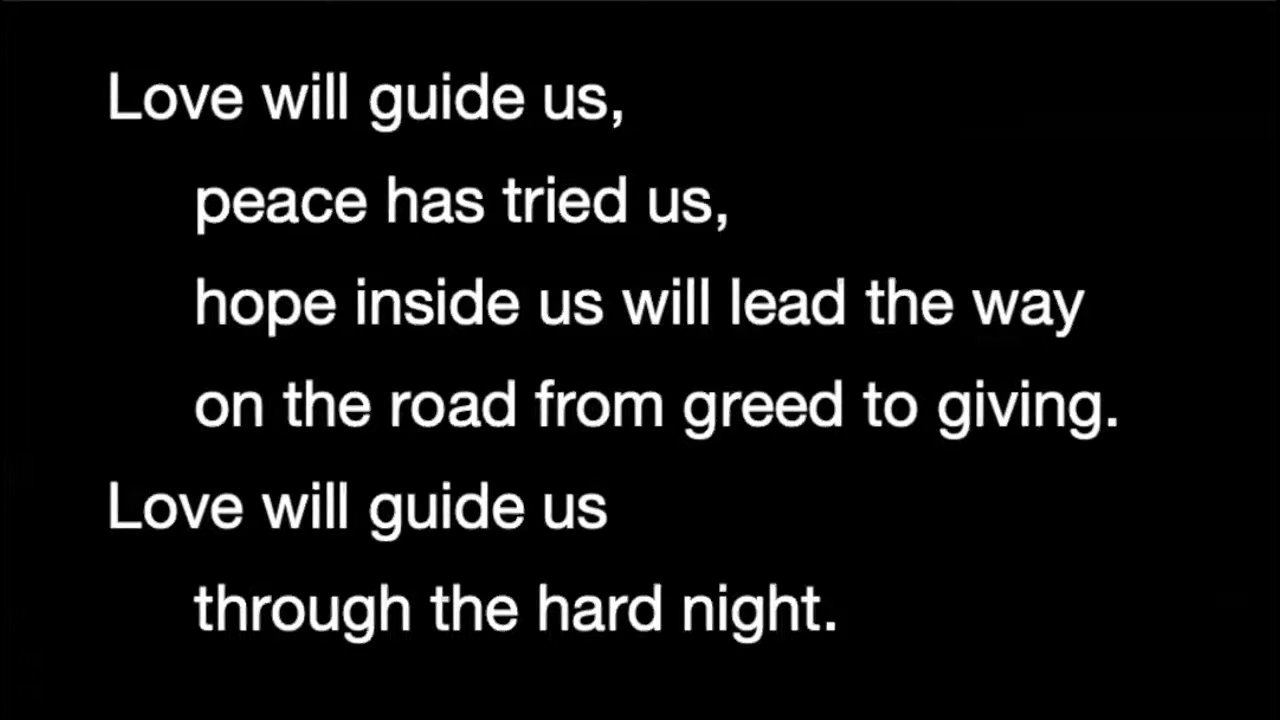 Love will guide us,
peace has tried us,
hope inside us will lead the way
on the road from greed to giving.
Love will guide us
through the hard night.